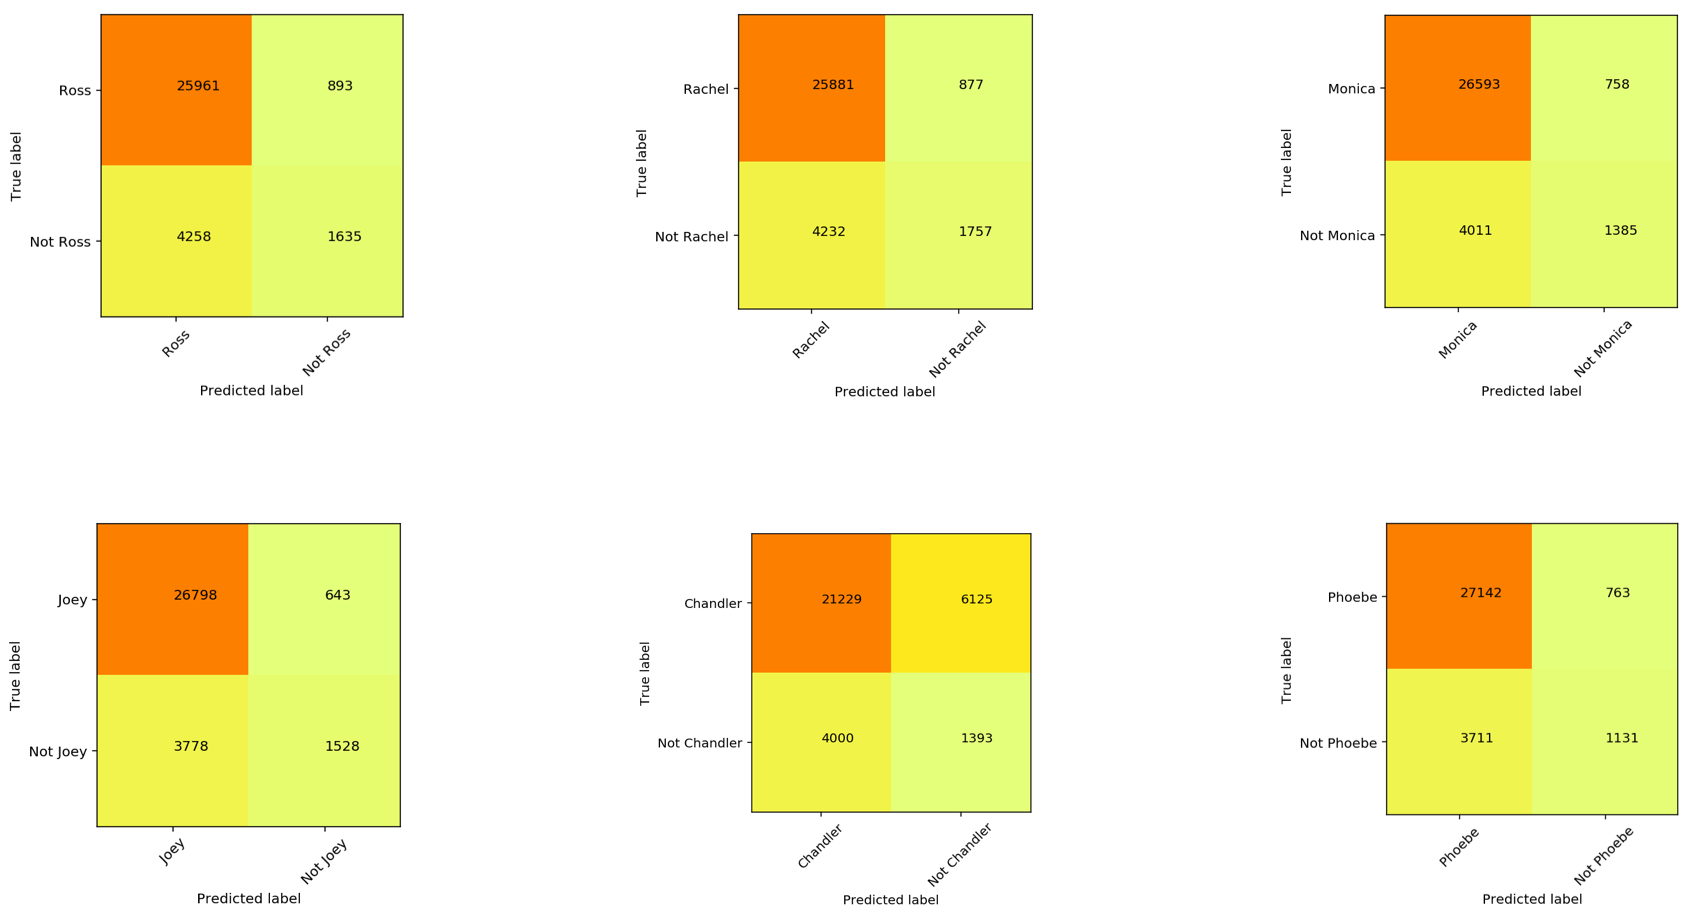 True label
Ross
25961 893
Not Ross
4258 1635
Ross Not Ross
Predicted label
True label
Rachel
25881 877
Not Rachel
4232 1757
Rachel Not Rachel
Predicted label
True label
Monica
26593 758
Not Monica
4011 1385
Monica Not Monica
Predicted label
True label
Joey
26798 643
Not Joey
3778 1528
Joey Not Joey
Predicted label
True label
Chandler
21229 6125
Not Chandler
4000 1393
Chandler Not Chandler
Predicted label
True label
Phoebe
27142 763
Not Phoebe
3711 1131
Phoebe Not Phoebe
Predicted label